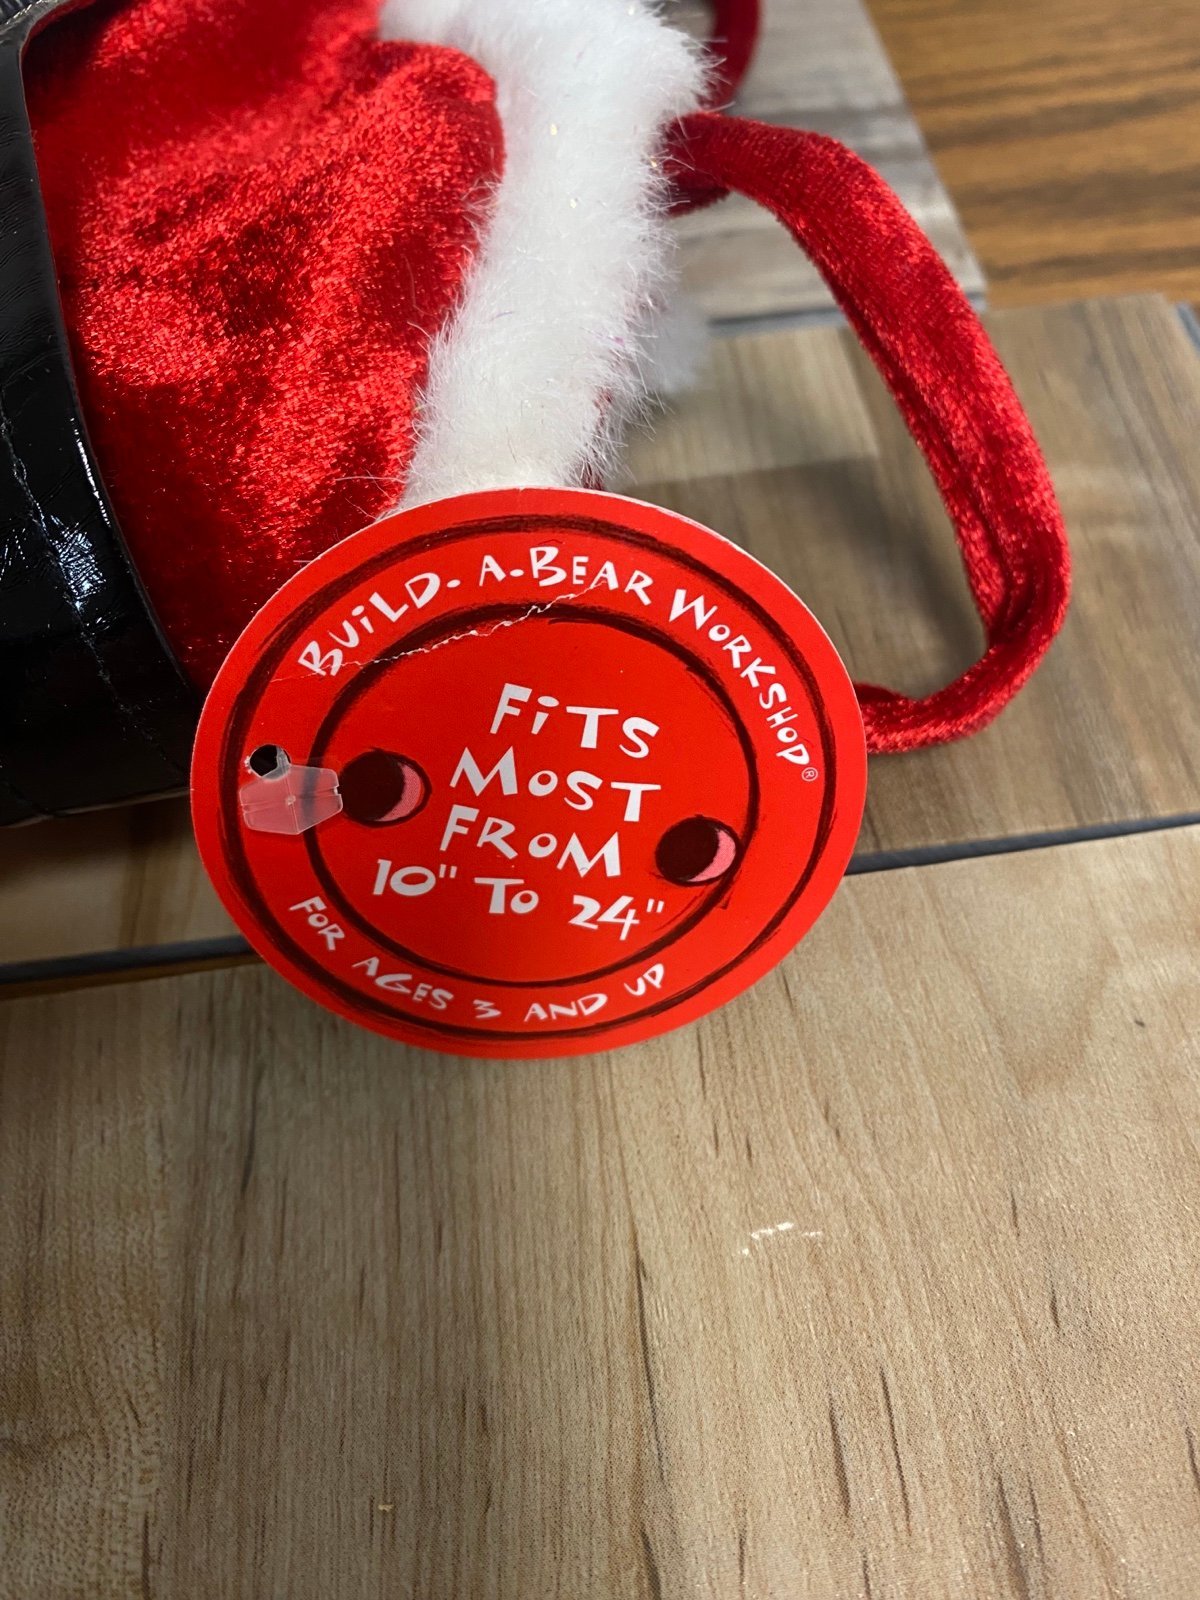 BUiLD-A-BEAR WORKSHOP®
FiTS
MOST
FROM
10" TO 24"
FOR AGES 3 AND UP